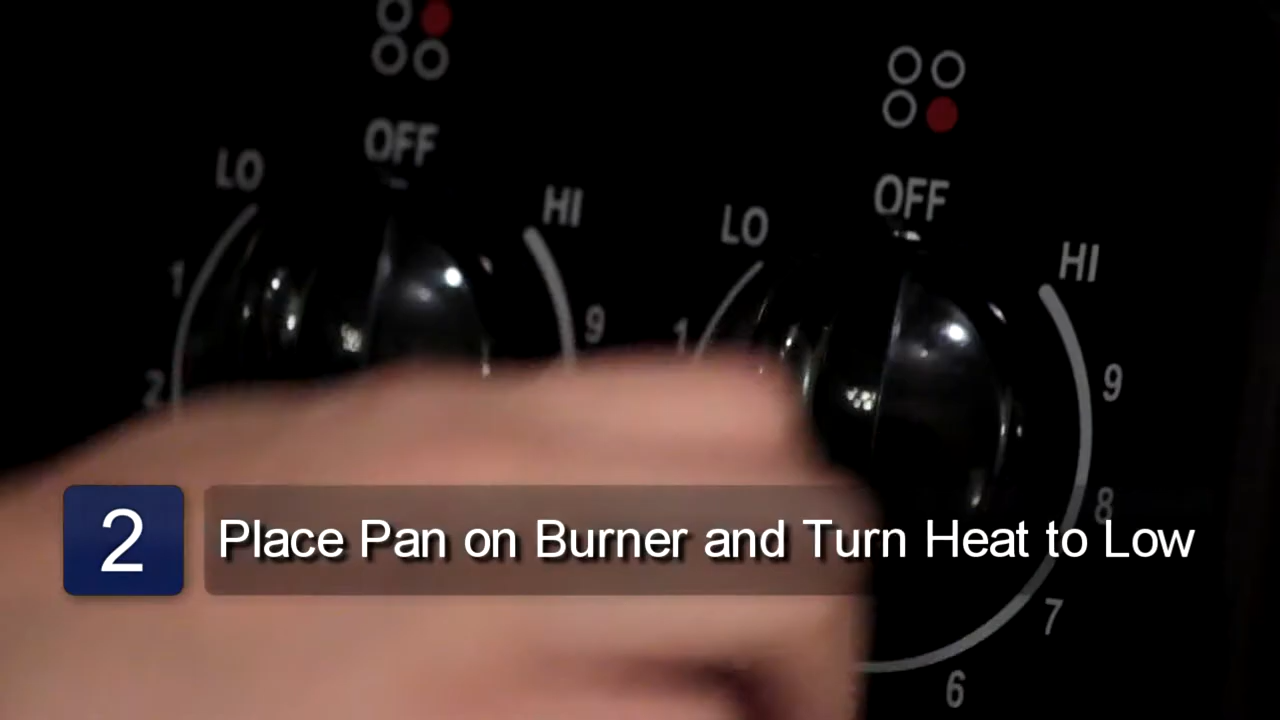 OFF
LO
HI
1
9
2
OFF
LO
HI
1
9
8
7
6
2
Place Pan on Burner and Turn Heat to Low